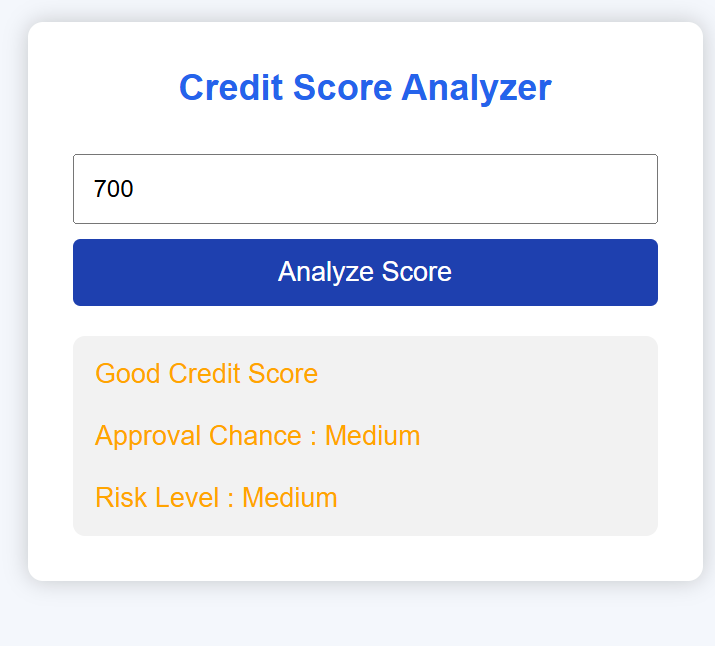 Credit Score Analyzer
700
Analyze Score
Good Credit Score
Approval Chance : Medium
Risk Level : Medium